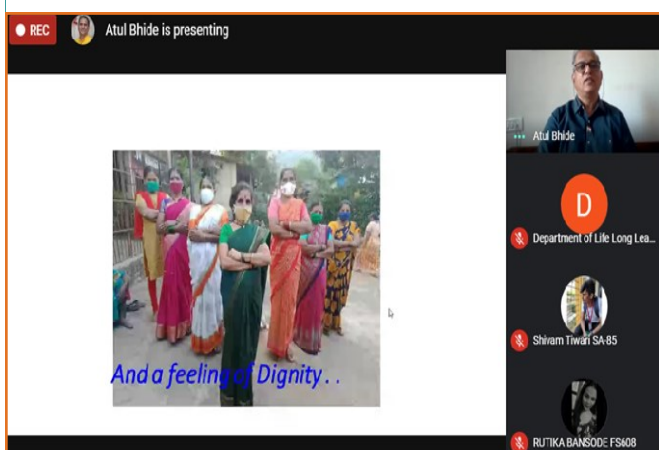 REC
Atul Bhide is presenting
And a feeling of Dignity . .
Atul Bhide
D
Department of Life Long Lea...
Shivam Tiwari SA-85
RUTIKA BANSODE FS608